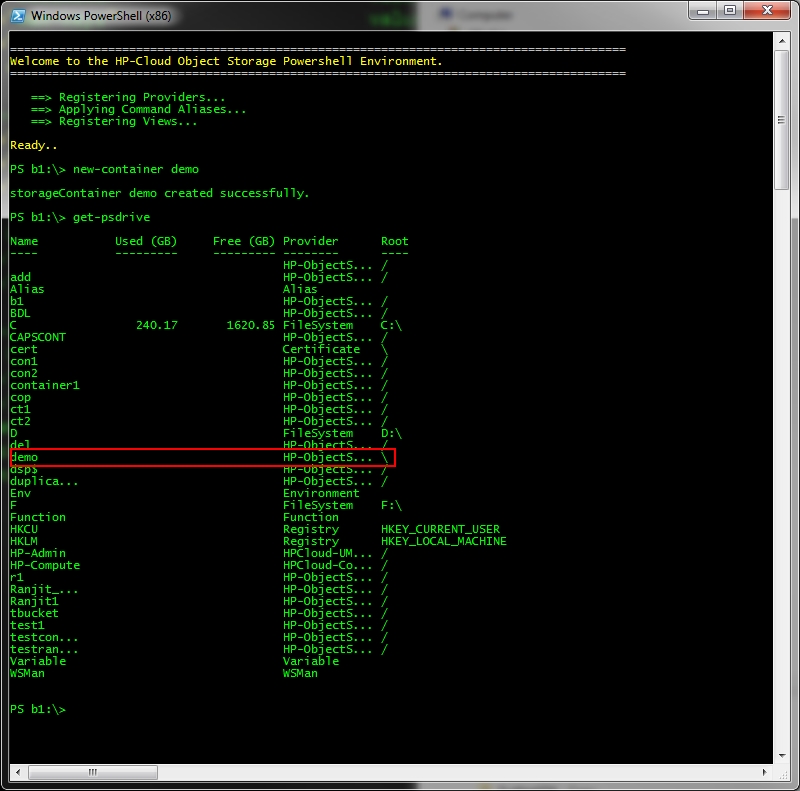 Windows PowerShell (x86)
Computer
========================================================================================
Welcome to the HP-Cloud Object Storage Powershell Environment.
========================================================================================
==> Registering Providers...
==> Applying Command Aliases...
==> Registering Views...
Ready..
PS b1:\> new-container demo
storageContainer demo created successfully.
PS b1:\> get-psdrive
Name Used (GB) Free (GB) Provider Root
---- --------- --------- -------- ----
HP-ObjectS... /
add HP-ObjectS... /
Alias Alias
b1 HP-ObjectS... /
BDL HP-ObjectS... /
C 240.17 1620.85 FileSystem C:\
CAPSCONT HP-ObjectS... /
cert Certificate \
con1 HP-ObjectS... /
con2 HP-ObjectS... /
container1 HP-ObjectS... /
cop HP-ObjectS... /
ct1 HP-ObjectS... /
ct2 HP-ObjectS... /
D FileSystem D:\
del HP-ObjectS... /
demo HP-ObjectS... \
dsp$ HP-ObjectS... /
duplica... HP-ObjectS... /
Env Environment
F FileSystem F:\
Function Function
HKCU Registry HKEY_CURRENT_USER
HKLM Registry HKEY_LOCAL_MACHINE
HP-Admin HPCloud-UM... /
HP-Compute HPCloud-Co... /
r1 HP-ObjectS... /
Ranjit_... HP-ObjectS... /
Ranjit1 HP-ObjectS... /
tbucket HP-ObjectS... /
test1 HP-ObjectS... /
testcon... HP-ObjectS... /
testran... HP-ObjectS... /
Variable Variable
WSMan WSMan
PS b1:\>